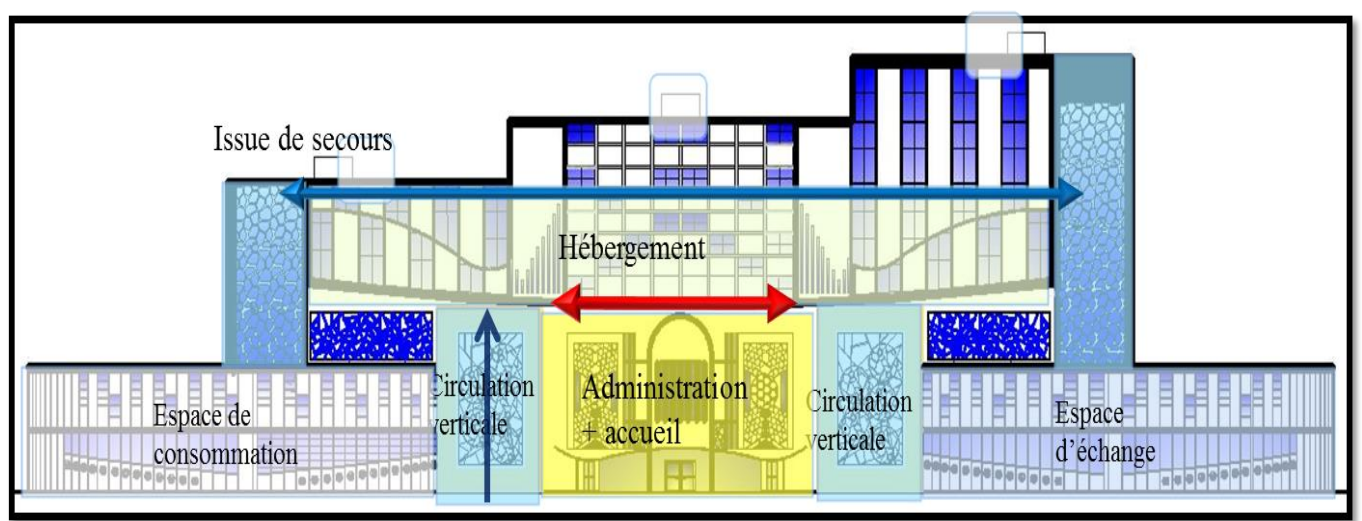 Issue de secours
Hébergement
Circulation
verticale
Administration
+ accueil
Circulation
verticale
Espace de
consommation
Espace
d’échange